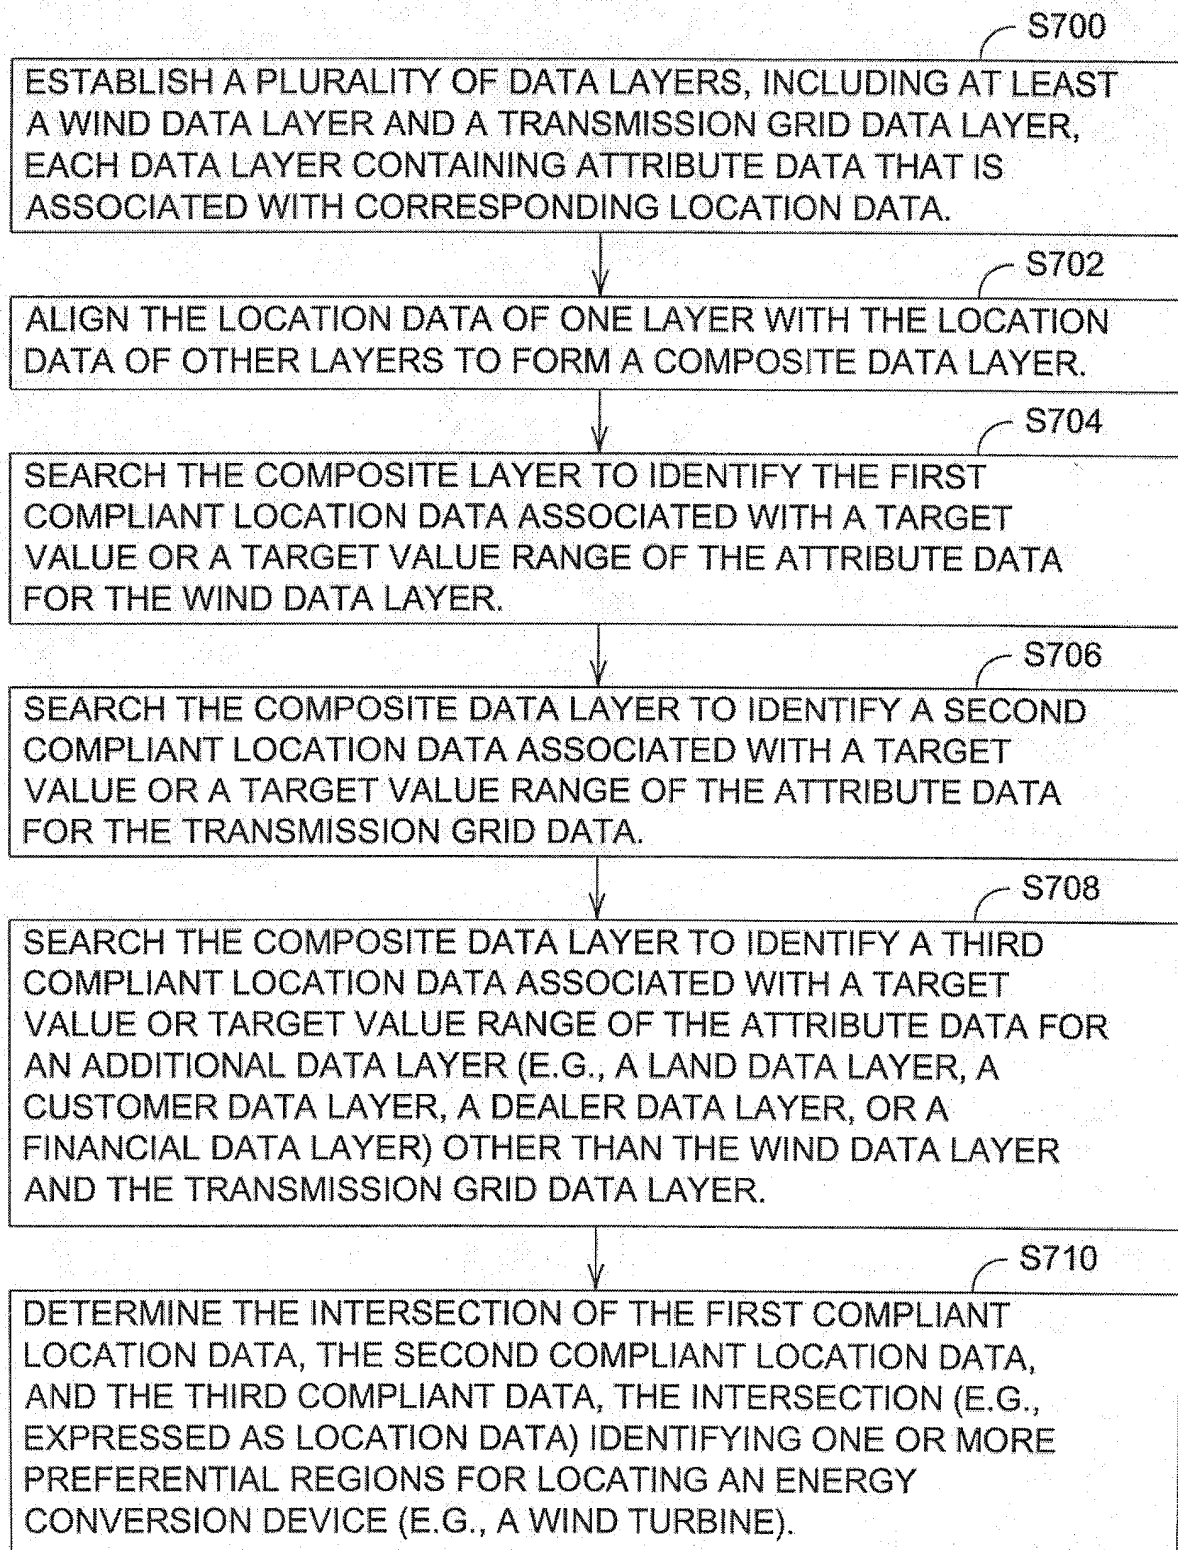 S700
ESTABLISH A PLURALITY OF DATA LAYERS, INCLUDING AT LEAST
A WIND DATA LAYER AND A TRANSMISSION GRID DATA LAYER,
EACH DATA LAYER CONTAINING ATTRIBUTE DATA THAT IS
ASSOCIATED WITH CORRESPONDING LOCATION DATA.
S702
ALIGN THE LOCATION DATA OF ONE LAYER WITH THE LOCATION
DATA OF OTHER LAYERS TO FORM A COMPOSITE DATA LAYER.
S704
SEARCH THE COMPOSITE LAYER TO IDENTIFY THE FIRST
COMPLIANT LOCATION DATA ASSOCIATED WITH A TARGET
VALUE OR A TARGET VALUE RANGE OF THE ATTRIBUTE DATA
FOR THE WIND DATA LAYER.
S706
SEARCH THE COMPOSITE DATA LAYER TO IDENTIFY A SECOND
COMPLIANT LOCATION DATA ASSOCIATED WITH A TARGET
VALUE OR A TARGET VALUE RANGE OF THE ATTRIBUTE DATA
FOR THE TRANSMISSION GRID DATA.
S708
SEARCH THE COMPOSITE DATA LAYER TO IDENTIFY A THIRD
COMPLIANT LOCATION DATA ASSOCIATED WITH A TARGET
VALUE OR TARGET VALUE RANGE OF THE ATTRIBUTE DATA FOR
AN ADDITIONAL DATA LAYER (E.G., A LAND DATA LAYER, A
CUSTOMER DATA LAYER, A DEALER DATA LAYER, OR A
FINANCIAL DATA LAYER) OTHER THAN THE WIND DATA LAYER
AND THE TRANSMISSION GRID DATA LAYER.
S710
DETERMINE THE INTERSECTION OF THE FIRST COMPLIANT
LOCATION DATA, THE SECOND COMPLIANT LOCATION DATA,
AND THE THIRD COMPLIANT DATA, THE INTERSECTION (E.G.,
EXPRESSED AS LOCATION DATA) IDENTIFYING ONE OR MORE
PREFERENTIAL REGIONS FOR LOCATING AN ENERGY
CONVERSION DEVICE (E.G., A WIND TURBINE).